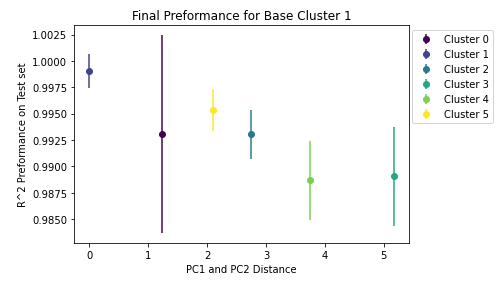 Final Preformance for Base Cluster 1
R^2 Preformance on Test set
1.0025
1.0000
0.9975
0.9950
0.9925
0.9900
0.9875
0.9850
0
1
2
3
4
5
PC1 and PC2 Distance
Cluster 0
Cluster 1
Cluster 2
Cluster 3
Cluster 4
Cluster 5